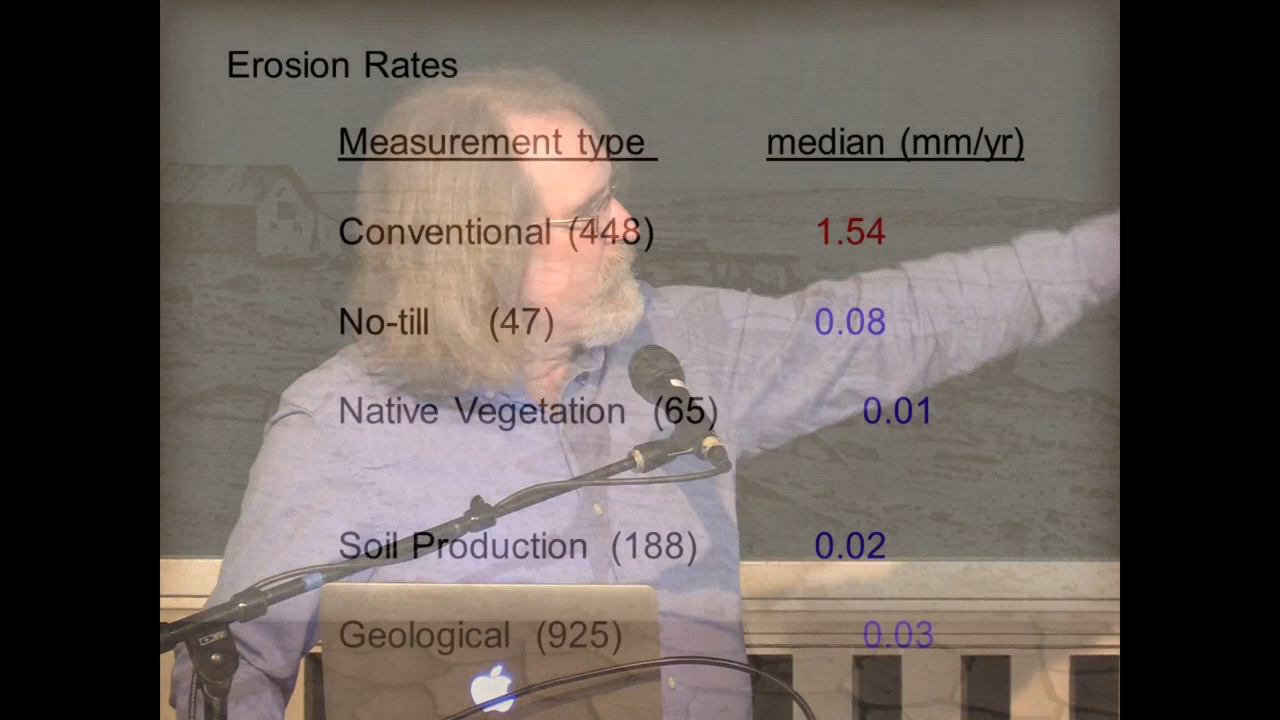 Erosion Rates
Measurement type median (mm/yr)
Conventional (448) 1.54
No-till (47) 0.08
Native Vegetation (65) 0.01
Soil Production (188) 0.02
Geological (925) 0.03